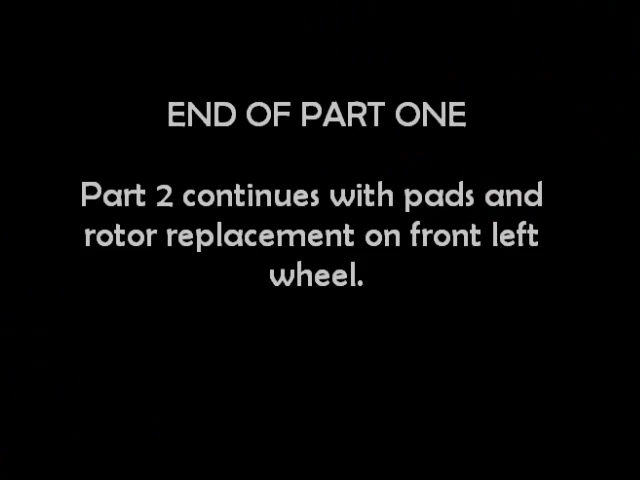 END OF PART ONE
Part 2 continues with pads and
rotor replacement on front left
wheel.